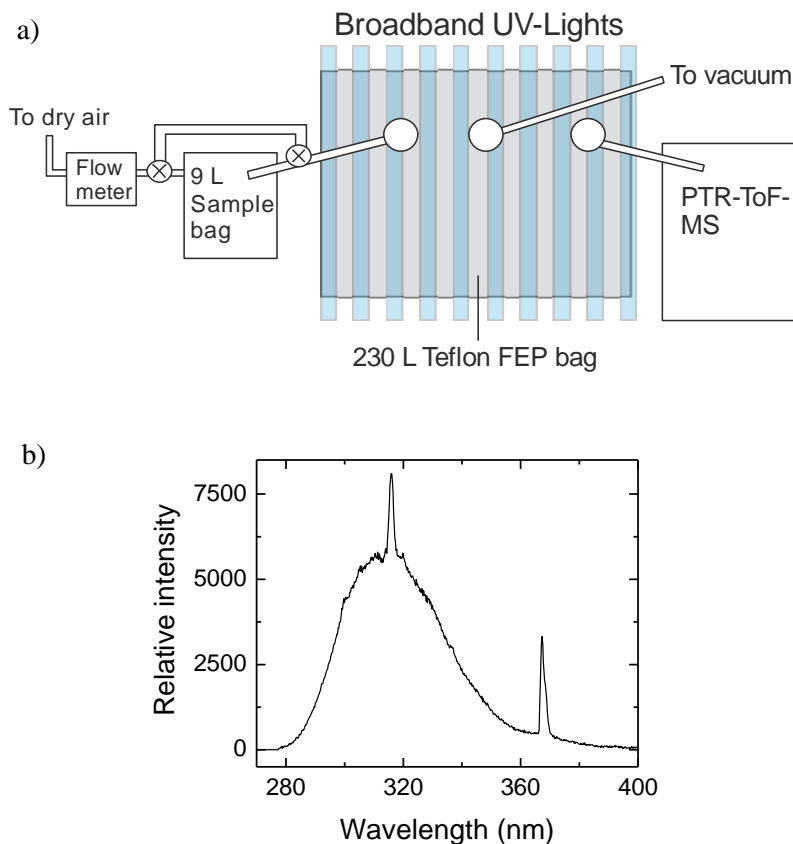 a)
Broadband UV-Lights
To vacuum
To dry air
Flow
meter
9 L
Sample
bag
PTR-ToF-
MS
230 L Teflon FEP bag
b)
7500
5000
2500
0
Relative intensity
280 320 360 400
Wavelength (nm)